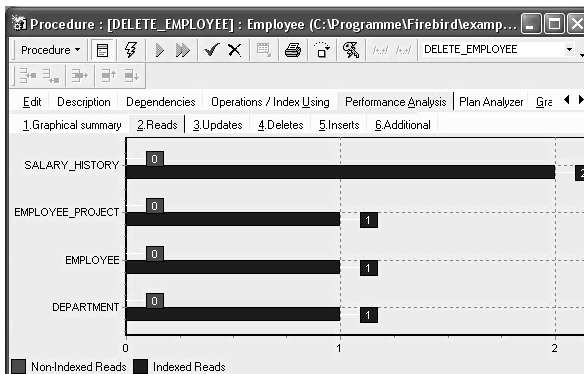 Procedure : [DELETE_EMPLOYEE] : Employee (C:\Programme\Firebird\examp...
Procedure DELETE_EMPLOYEE
Edit Description Dependencies Operations / Index Using Performance Analysis Plan Analyzer Gra
1.Graphical summary 2.Reads 3.Updates 4.Deletes 5.Inserts 6.Additional
0
SALARY_HISTORY
2
0
EMPLOYEE_PROJECT 1
0
EMPLOYEE 1
0
DEPARTMENT 1
0 1 2
Non-Indexed Reads Indexed Reads